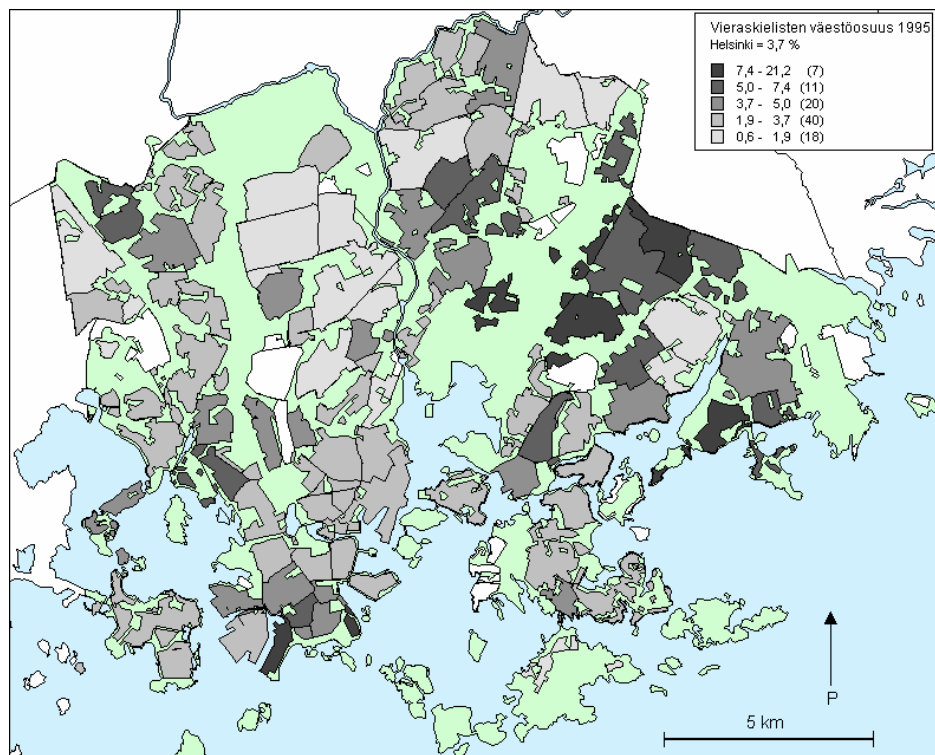 Vieraskielisten väestöosuus 1995
Helsinki = 3,7 %
7,4 - 21,2 (7)
5,0 - 7,4 (11)
3,7 - 5,0 (20)
1,9 - 3,7 (40)
0,6 - 1,9 (18)
P
5 km